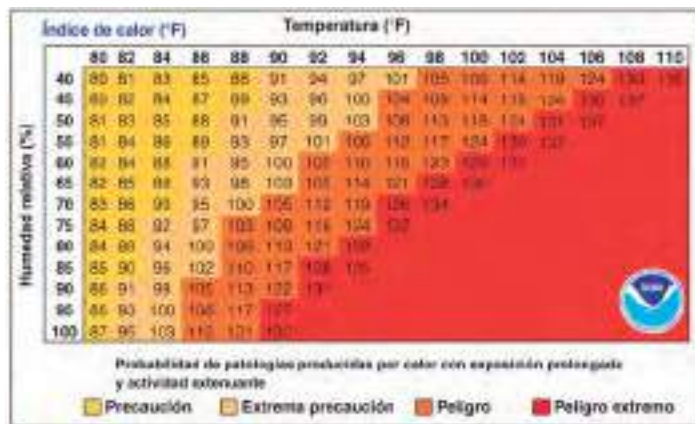 Índice de calor (°F)
Temperatura (°F)
80 82 84 86 88 90 92 94 96 98 100 102 104 106 108 110
Humedad relativa (%)
40 80 81 83 85 88 91 94 97 101 105 109 114 119 124 130 136
45 80 82 84 87 89 93 96 100 104 109 114 119 124 130 137
50 81 83 85 88 91 95 99 103 108 113 118 124 131 137
55 81 84 86 89 93 97 101 106 112 117 124 130 137
60 82 84 88 91 95 100 105 110 116 123 129 137
65 82 85 89 93 98 103 108 114 121 128 136
70 83 86 90 95 100 105 112 119 126 134
75 84 88 92 97 103 109 116 124 132
80 84 89 94 100 106 113 121 129
85 85 90 96 102 110 117 126 135
90 86 91 98 105 113 122 131
95 86 93 100 108 117 127
100 87 95 103 112 121 132
Probabilidad de patologías producidas por calor con exposición prolongada
y actividad extenuante
Precaución Extrema precaución Peligro Peligro extremo